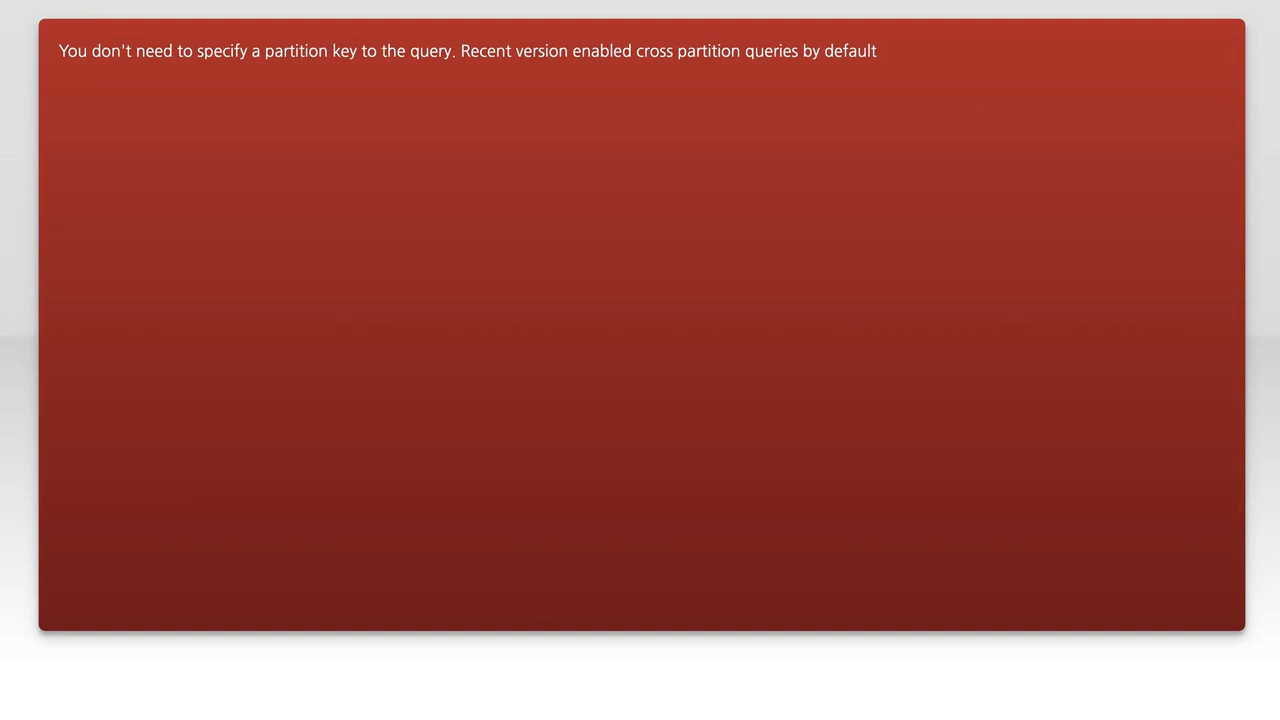 You don't need to specify a partition key to the query. Recent version enabled cross partition queries by default